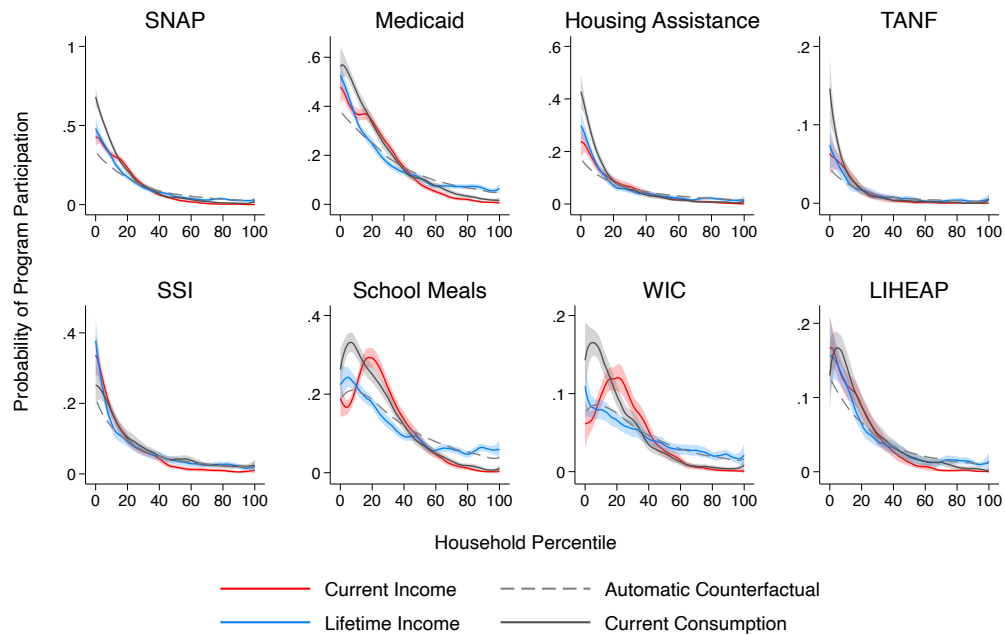 SNAP
Medicaid
Housing Assistance
TANF
1
.5
0
0 20 40 60 80 100
.6
.4
.2
0
0 20 40 60 80 100
.6
.4
.2
0
0 20 40 60 80 100
.2
.1
0
0 20 40 60 80 100
Probability of Program Participation
SSI
School Meals
WIC
LIHEAP
.4
.2
0
0 20 40 60 80 100
.4
.3
.2
.1
0
0 20 40 60 80 100
.2
.1
0
0 20 40 60 80 100
.2
.1
0
0 20 40 60 80 100
Household Percentile
Current Income
Automatic Counterfactual
Lifetime Income
Current Consumption